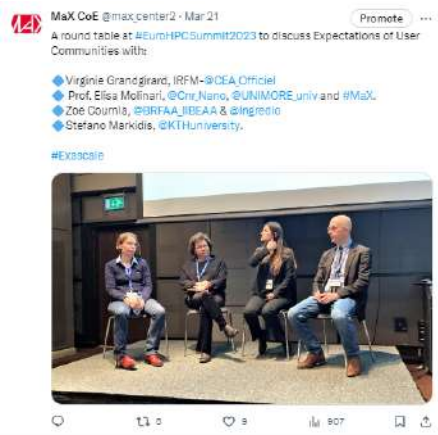 MaX CoE @max_center2 · Mar 21
Promote
A round table at #EuroHPCSummit2023 to discuss Expectations of User
Communities with:
Virginie Grandgirard, IRFM-@CEA_Officiel
Prof. Elisa Molinari, @Cnr_Nano, @UNIMORE_univ and #MaX.
Zoe Cournia, @BRFAA_IIBEAA & @Ingredio
Stefano Markidis, @KTHuniversity.
#Exascale
9
907